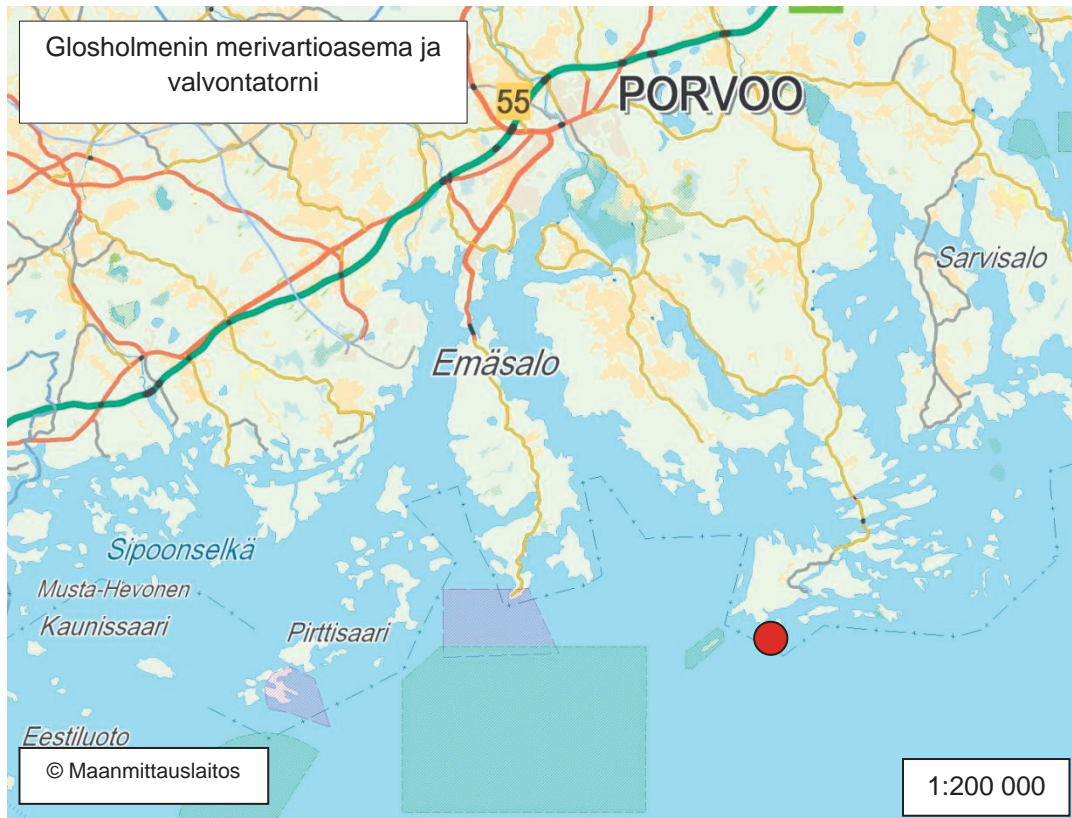 Glosholmenin merivartioasema ja
valvontatorni
55
PORVOO
Sarvisalo
Emäsalo
Sipoonselkä
Musta-Hevonen
Kaunissaari
Pirttisaari
Eestiluoto
© Maanmittauslaitos
1:200 000